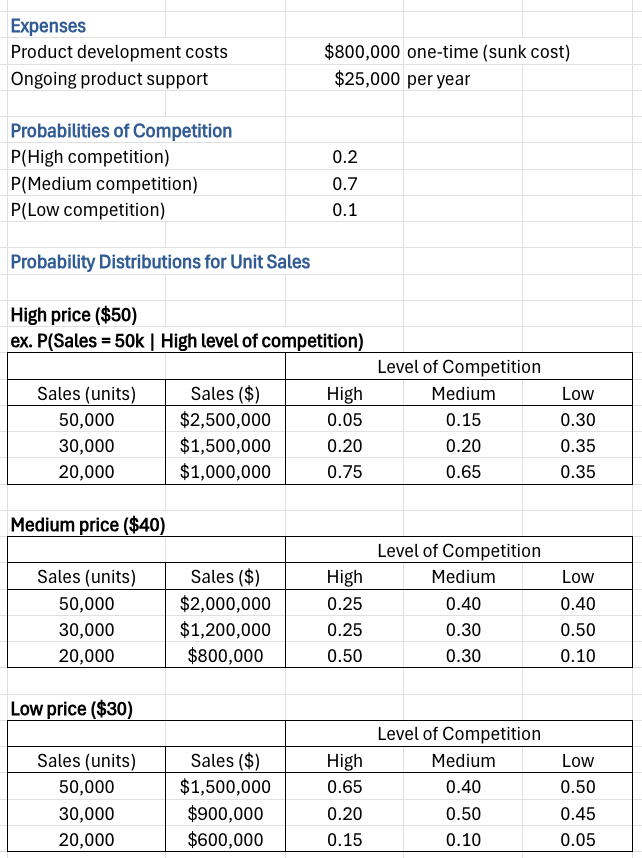 Expenses
Product development costs $800,000 one-time (sunk cost)
Ongoing product support $25,000 per year
Probabilities of Competition
P(High competition) 0.2
P(Medium competition) 0.7
P(Low competition) 0.1
Probability Distributions for Unit Sales
High price ($50)
ex. P(Sales = 50k | High level of competition)
Level of Competition
Sales (units) Sales ($) High Medium Low
50,000 $2,500,000 0.05 0.15 0.30
30,000 $1,500,000 0.20 0.20 0.35
20,000 $1,000,000 0.75 0.65 0.35
Medium price ($40)
Level of Competition
Sales (units) Sales ($) High Medium Low
50,000 $2,000,000 0.25 0.40 0.40
30,000 $1,200,000 0.25 0.30 0.50
20,000 $800,000 0.50 0.30 0.10
Low price ($30)
Level of Competition
Sales (units) Sales ($) High Medium Low
50,000 $1,500,000 0.65 0.40 0.50
30,000 $900,000 0.20 0.50 0.45
20,000 $600,000 0.15 0.10 0.05